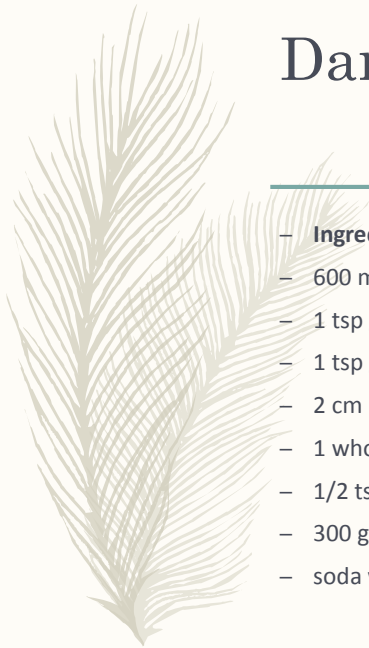 Dar
– Ingre
– 600 m
– 1 tsp
– 1 tsp
– 2 cm
– 1 who
– 1/2 ts
– 300 g
– soda